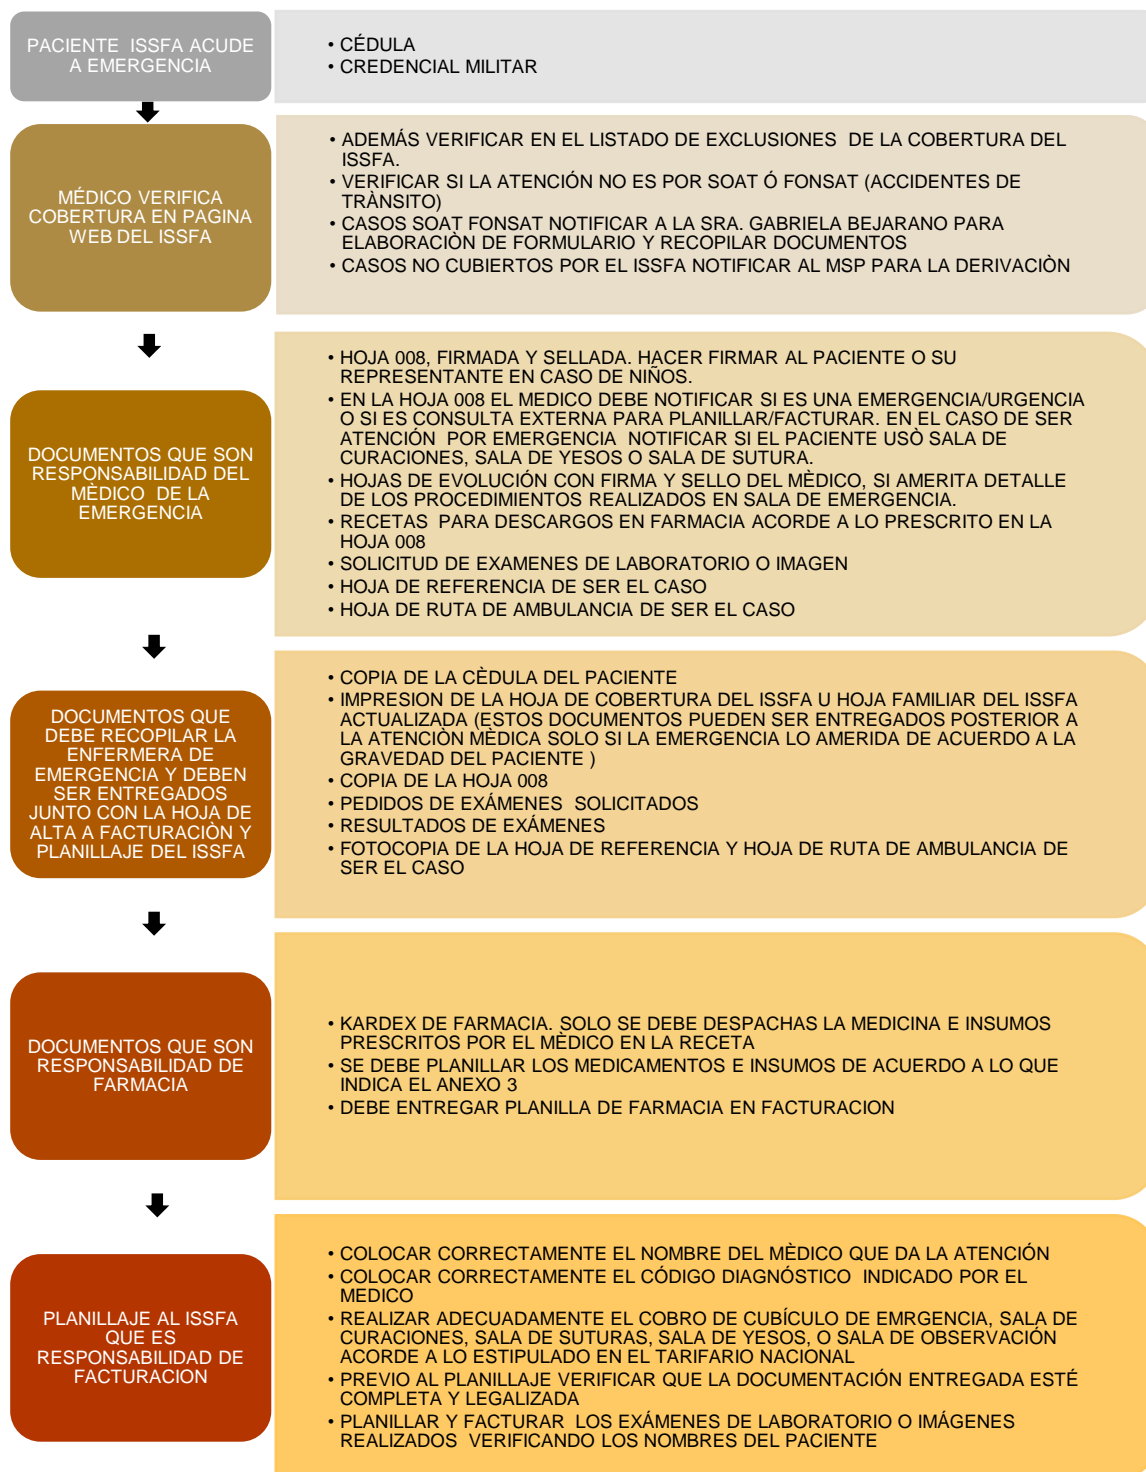 PACIENTE ISSFA ACUDE
A EMERGENCIA
• CÉDULA
• CREDENCIAL MILITAR
MÉDICO VERIFICA
COBERTURA EN PAGINA
WEB DEL ISSFA
• ADEMÁS VERIFICAR EN EL LISTADO DE EXCLUSIONES DE LA COBERTURA DEL
ISSFA.
• VERIFICAR SI LA ATENCIÓN NO ES POR SOAT Ó FONSAT (ACCIDENTES DE
TRÀNSITO)
• CASOS SOAT FONSAT NOTIFICAR A LA SRA. GABRIELA BEJARANO PARA
ELABORACIÒN DE FORMULARIO Y RECOPILAR DOCUMENTOS
• CASOS NO CUBIERTOS POR EL ISSFA NOTIFICAR AL MSP PARA LA DERIVACIÒN
DOCUMENTOS QUE SON
RESPONSABILIDAD DEL
MÈDICO DE LA
EMERGENCIA
• HOJA 008, FIRMADA Y SELLADA. HACER FIRMAR AL PACIENTE O SU
REPRESENTANTE EN CASO DE NIÑOS.
• EN LA HOJA 008 EL MEDICO DEBE NOTIFICAR SI ES UNA EMERGENCIA/URGENCIA
O SI ES CONSULTA EXTERNA PARA PLANILLAR/FACTURAR. EN EL CASO DE SER
ATENCIÓN POR EMERGENCIA NOTIFICAR SI EL PACIENTE USÒ SALA DE
CURACIONES, SALA DE YESOS O SALA DE SUTURA.
• HOJAS DE EVOLUCIÓN CON FIRMA Y SELLO DEL MÈDICO, SI AMERITA DETALLE
DE LOS PROCEDIMIENTOS REALIZADOS EN SALA DE EMERGENCIA.
• RECETAS PARA DESCARGOS EN FARMACIA ACORDE A LO PRESCRITO EN LA
HOJA 008
• SOLICITUD DE EXAMENES DE LABORATORIO O IMAGEN
• HOJA DE REFERENCIA DE SER EL CASO
• HOJA DE RUTA DE AMBULANCIA DE SER EL CASO
DOCUMENTOS QUE
DEBE RECOPILAR LA
ENFERMERA DE
EMERGENCIA Y DEBEN
SER ENTREGADOS
JUNTO CON LA HOJA DE
ALTA A FACTURACIÒN Y
PLANILLAJE DEL ISSFA
• COPIA DE LA CÈDULA DEL PACIENTE
• IMPRESION DE LA HOJA DE COBERTURA DEL ISSFA U HOJA FAMILIAR DEL ISSFA
ACTUALIZADA (ESTOS DOCUMENTOS PUEDEN SER ENTREGADOS POSTERIOR A
LA ATENCIÒN MÈDICA SOLO SI LA EMERGENCIA LO AMERIDA DE ACUERDO A LA
GRAVEDAD DEL PACIENTE )
• COPIA DE LA HOJA 008
• PEDIDOS DE EXÁMENES SOLICITADOS
• RESULTADOS DE EXÁMENES
• FOTOCOPIA DE LA HOJA DE REFERENCIA Y HOJA DE RUTA DE AMBULANCIA DE
SER EL CASO
DOCUMENTOS QUE SON
RESPONSABILIDAD DE
FARMACIA
• KARDEX DE FARMACIA. SOLO SE DEBE DESPACHAS LA MEDICINA E INSUMOS
PRESCRITOS POR EL MÈDICO EN LA RECETA
• SE DEBE PLANILLAR LOS MEDICAMENTOS E INSUMOS DE ACUERDO A LO QUE
INDICA EL ANEXO 3
• DEBE ENTREGAR PLANILLA DE FARMACIA EN FACTURACION
PLANILLAJE AL ISSFA
QUE ES
RESPONSABILIDAD DE
FACTURACION
• COLOCAR CORRECTAMENTE EL NOMBRE DEL MÈDICO QUE DA LA ATENCIÓN
• COLOCAR CORRECTAMENTE EL CÓDIGO DIAGNÓSTICO INDICADO POR EL
MEDICO
• REALIZAR ADECUADAMENTE EL COBRO DE CUBÍCULO DE EMRGENCIA, SALA DE
CURACIONES, SALA DE SUTURAS, SALA DE YESOS, O SALA DE OBSERVACIÓN
ACORDE A LO ESTIPULADO EN EL TARIFARIO NACIONAL
• PREVIO AL PLANILLAJE VERIFICAR QUE LA DOCUMENTACIÓN ENTREGADA ESTÉ
COMPLETA Y LEGALIZADA
• PLANILLAR Y FACTURAR LOS EXÁMENES DE LABORATORIO O IMÁGENES
REALIZADOS VERIFICANDO LOS NOMBRES DEL PACIENTE